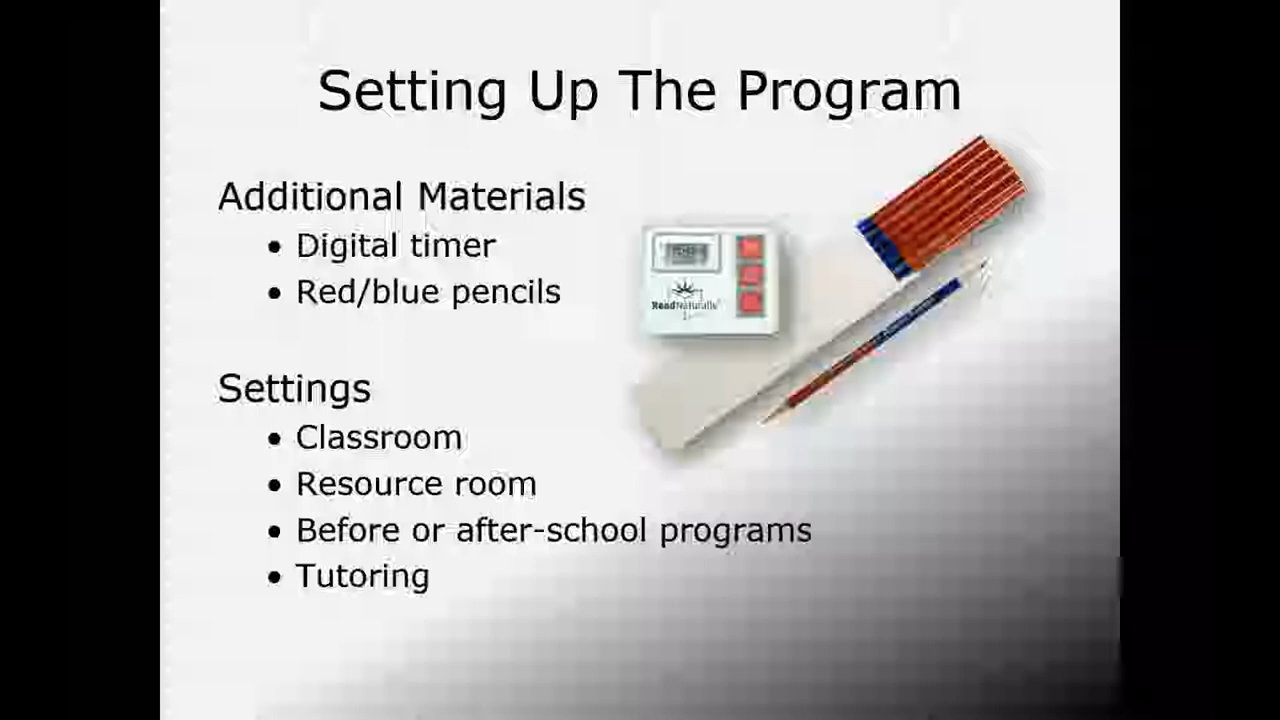 Setting Up The Program
Additional Materials
• Digital timer
• Red/blue pencils
ReadNaturally
Settings
• Classroom
• Resource room
• Before or after-school programs
• Tutoring